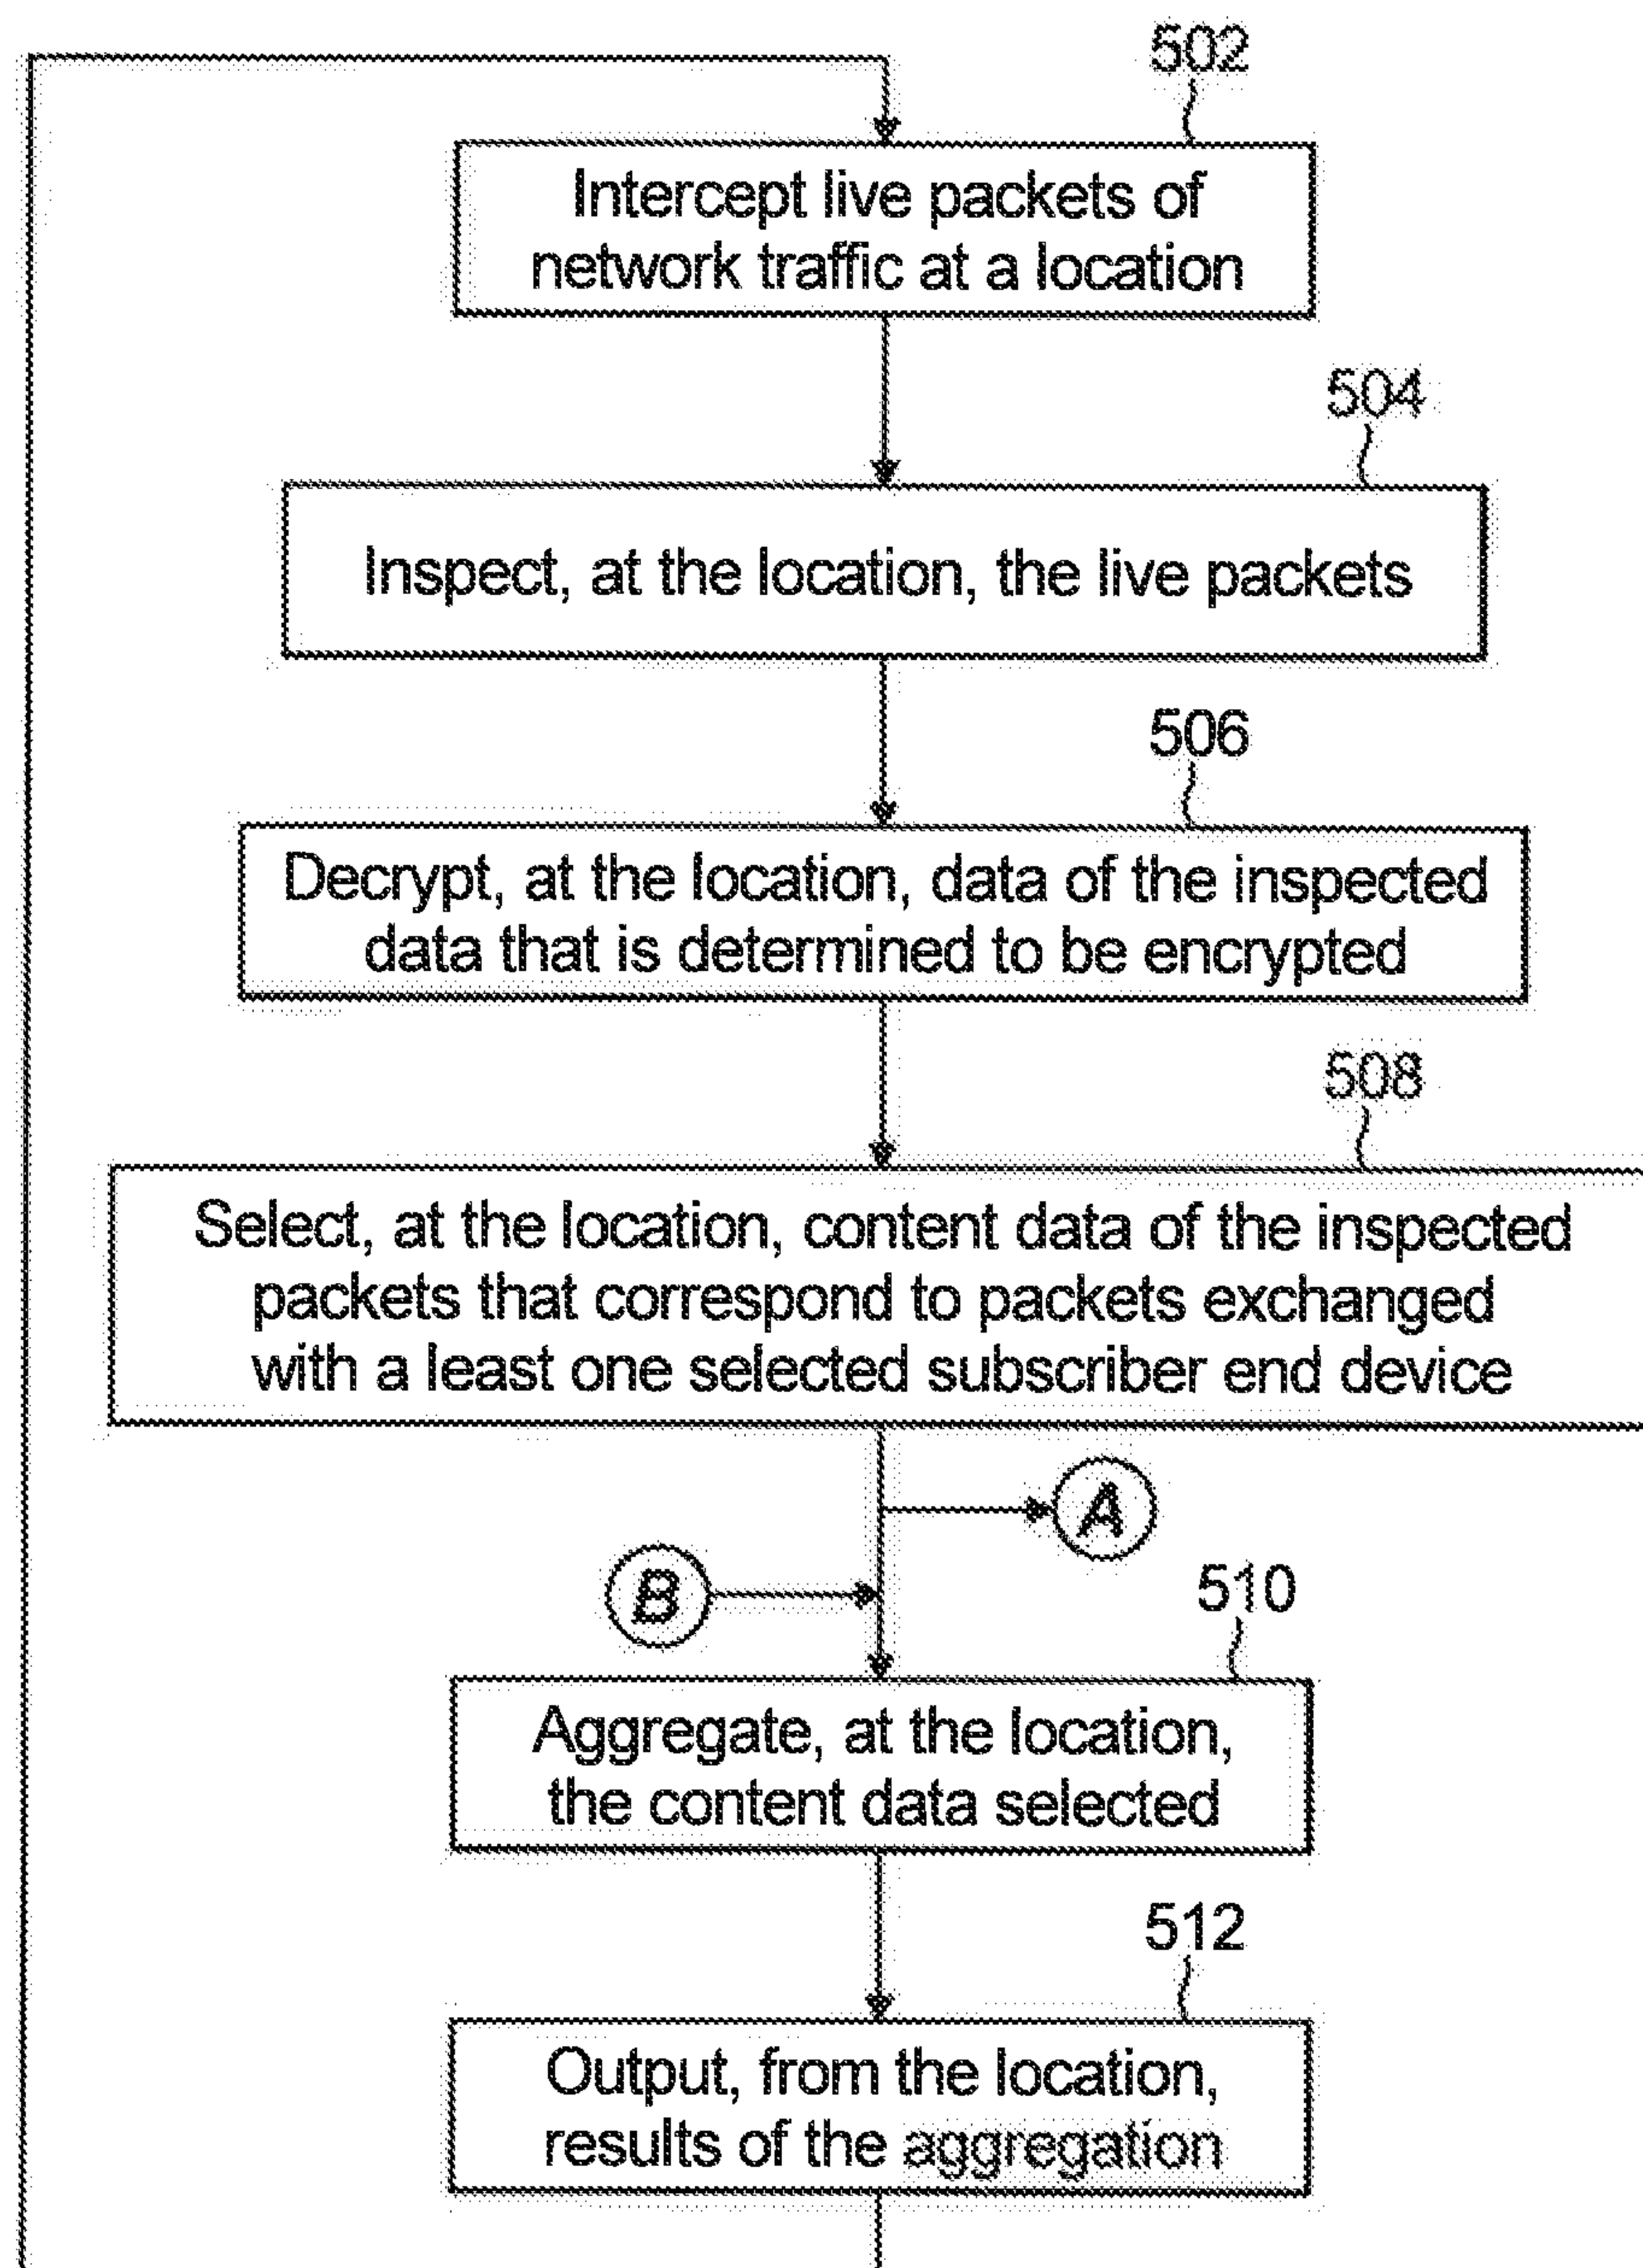 502
Intercept live packets of
network traffic at a location
504
Inspect, at the location, the live packets
506
Decrypt, at the location, data of the inspected
data that is determined to be encrypted
508
Select, at the location, content data of the inspected
packets that correspond to packets exchanged
with a least one selected subscriber end device
A
B
510
Aggregate, at the location,
the content data selected
512
Output, from the location,
results of the aggregation